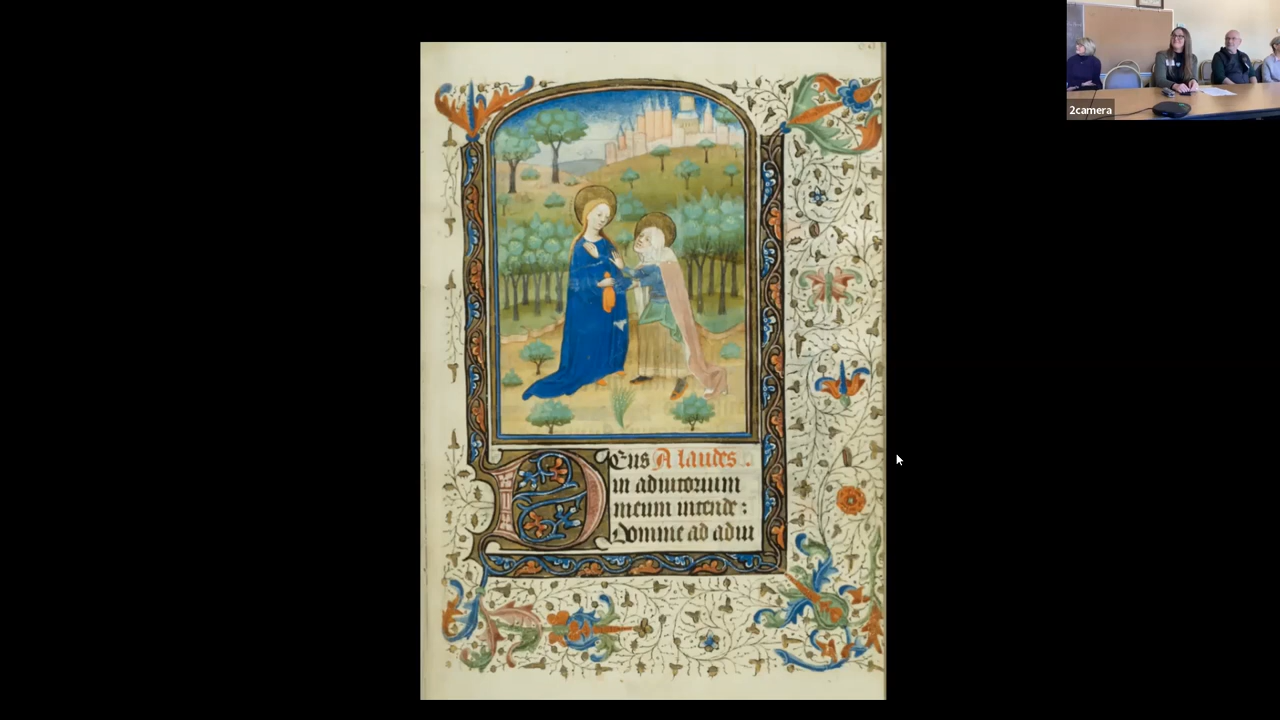 Deus A laudes
in adiutorium
meum intende :
Domine ad adiu
2camera